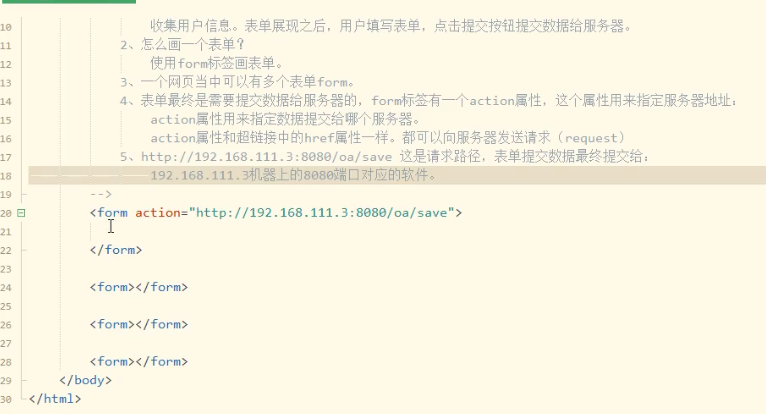 10 收集用户信息。表单展现之后，用户填写表单，点击提交按钮提交数据给服务器。
11 2、怎么画一个表单？
12 使用form标签画表单。
13 3、一个网页当中可以有多个表单form。
14 4、表单最终是需要提交数据给服务器的，form标签有一个action属性，这个属性用来指定服务器地址：
15 action属性用来指定数据提交给哪个服务器。
16 action属性和超链接中的href属性一样。都可以向服务器发送请求（request）
17 5、http://192.168.111.3:8080/oa/save 这是请求路径，表单提交数据最终提交给：
18 192.168.111.3机器上的8080端口对应的软件。
19 -->
20 <form action="http://192.168.111.3:8080/oa/save">
21
22 </form>
23
24 <form></form>
25
26 <form></form>
27
28 <form></form>
29 </body>
30 </html>